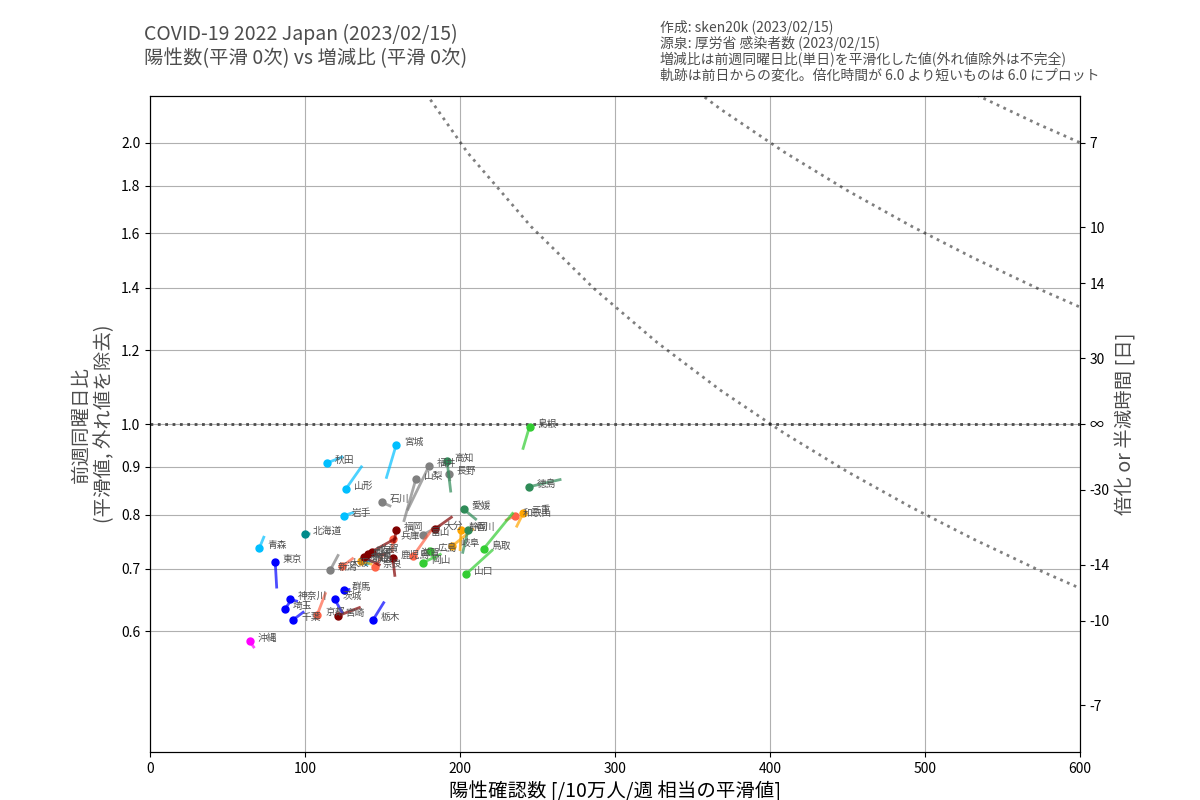 COVID-19 2022 Japan (2023/02/15)
陽性数(平滑 0次) vs 増減比 (平滑 0次)
作成: sken20k (2023/02/15)
源泉: 厚労省 感染者数 (2023/02/15)
増減比は前週同曜日比(単日)を平滑化した値(外れ値除外は不完全)
軌跡は前日からの変化。倍化時間が 6.0 より短いものは 6.0 にプロット
前週同曜日比
(平滑値, 外れ値を除去)
2.0
1.8
1.6
1.4
1.2
1.0
0.9
0.8
0.7
0.6
島根
宮城
秋田
高知
福井
長野
山梨
山形
徳島
石川
愛媛
岩手
三重
和歌山
大分
福岡
北海道
兵庫
富山
青森
広島
岐阜
鳥取
東京
岡山
奈良
新潟
山口
群馬
神奈川
茨城
埼玉
千葉
京都
宮崎
栃木
沖縄
7
10
14
30
∞
-30
-14
-10
-7
倍化 or 半減時間 [日]
0
100
200
300
400
500
600
陽性確認数 [/10万人/週 相当の平滑値]